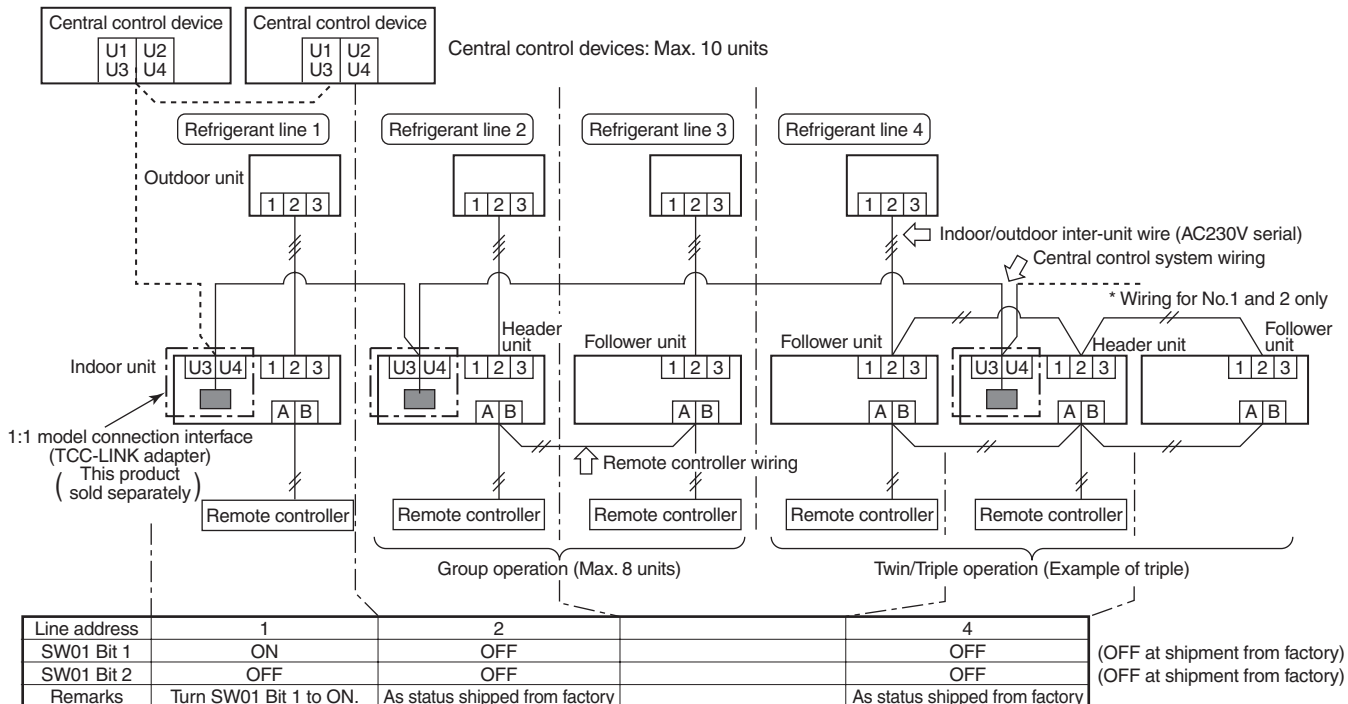 Central control device Central control device
U1 U2 U1 U2
U3 U4 U3 U4
Central control devices: Max. 10 units
Refrigerant line 1 Refrigerant line 2 Refrigerant line 3 Refrigerant line 4
Outdoor unit
1 2 3 1 2 3 1 2 3 1 2 3
Indoor/outdoor inter-unit wire (AC230V serial)
Central control system wiring
* Wiring for No.1 and 2 only
Header unit
Follower unit
Follower unit
Header unit
Follower unit
Indoor unit
U3 U4 1 2 3 U3 U4 1 2 3 1 2 3 1 2 3 U3 U4 1 2 3 1 2 3
A B A B A B A B A B A B
1:1 model connection interface
(TCC-LINK adapter)
( This product
sold separately )
Remote controller wiring
Remote controller Remote controller Remote controller Remote controller Remote controller
Group operation (Max. 8 units) Twin/Triple operation (Example of triple)
Line address 1 2 4
SW01 Bit 1 ON OFF OFF (OFF at shipment from factory)
SW01 Bit 2 OFF OFF OFF (OFF at shipment from factory)
Remarks Turn SW01 Bit 1 to ON. As status shipped from factory As status shipped from factory